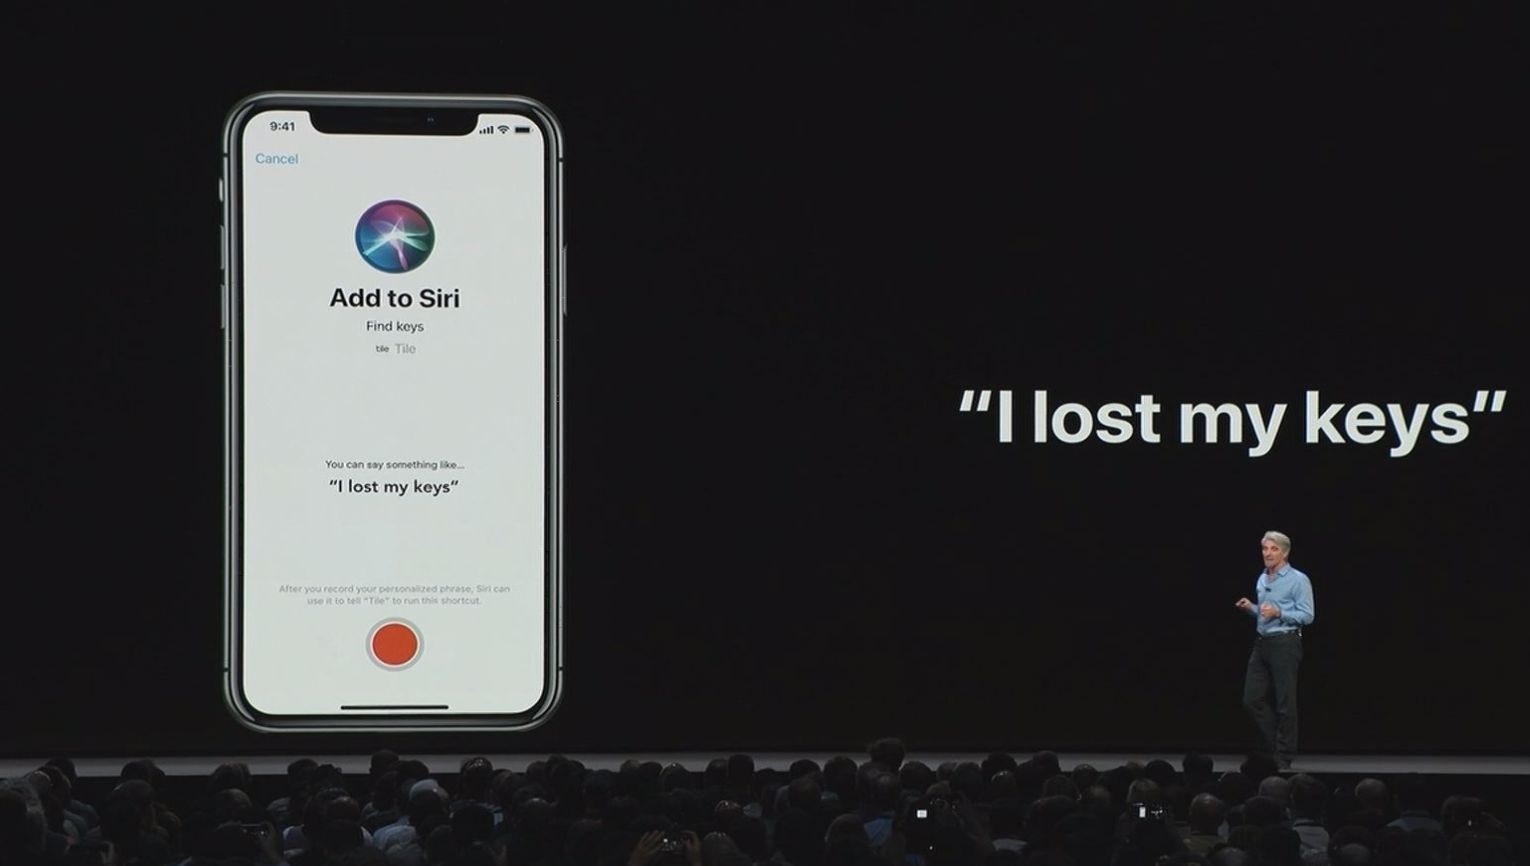 9:41
Cancel
Add to Siri
Find keys
tile Tile
You can say something like...
“I lost my keys”
After you record your personalized phrase, Siri can
use it to tell “Tile” to run this shortcut.
“I lost my keys”